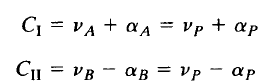 C_I = ν_A + α_A = ν_P + α_P
C_II = ν_B − α_B = ν_P − α_P